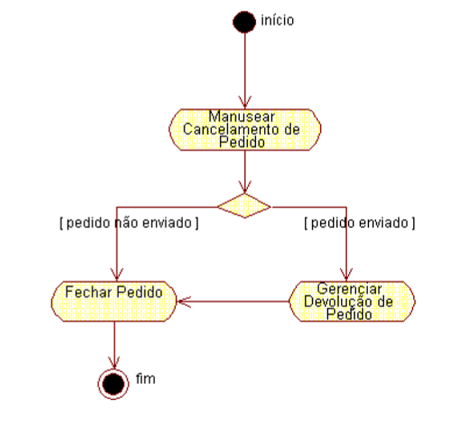 início
Manusear
Cancelamento de
Pedido
[ pedido não enviado ]
[ pedido enviado ]
Fechar Pedido
Gerenciar
Devolução de
Pedido
fim